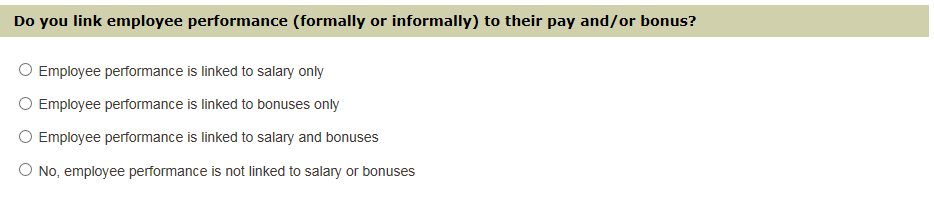 Do you link employee performance (formally or informally) to their pay and/or bonus?
Employee performance is linked to salary only
Employee performance is linked to bonuses only
Employee performance is linked to salary and bonuses
No, employee performance is not linked to salary or bonuses